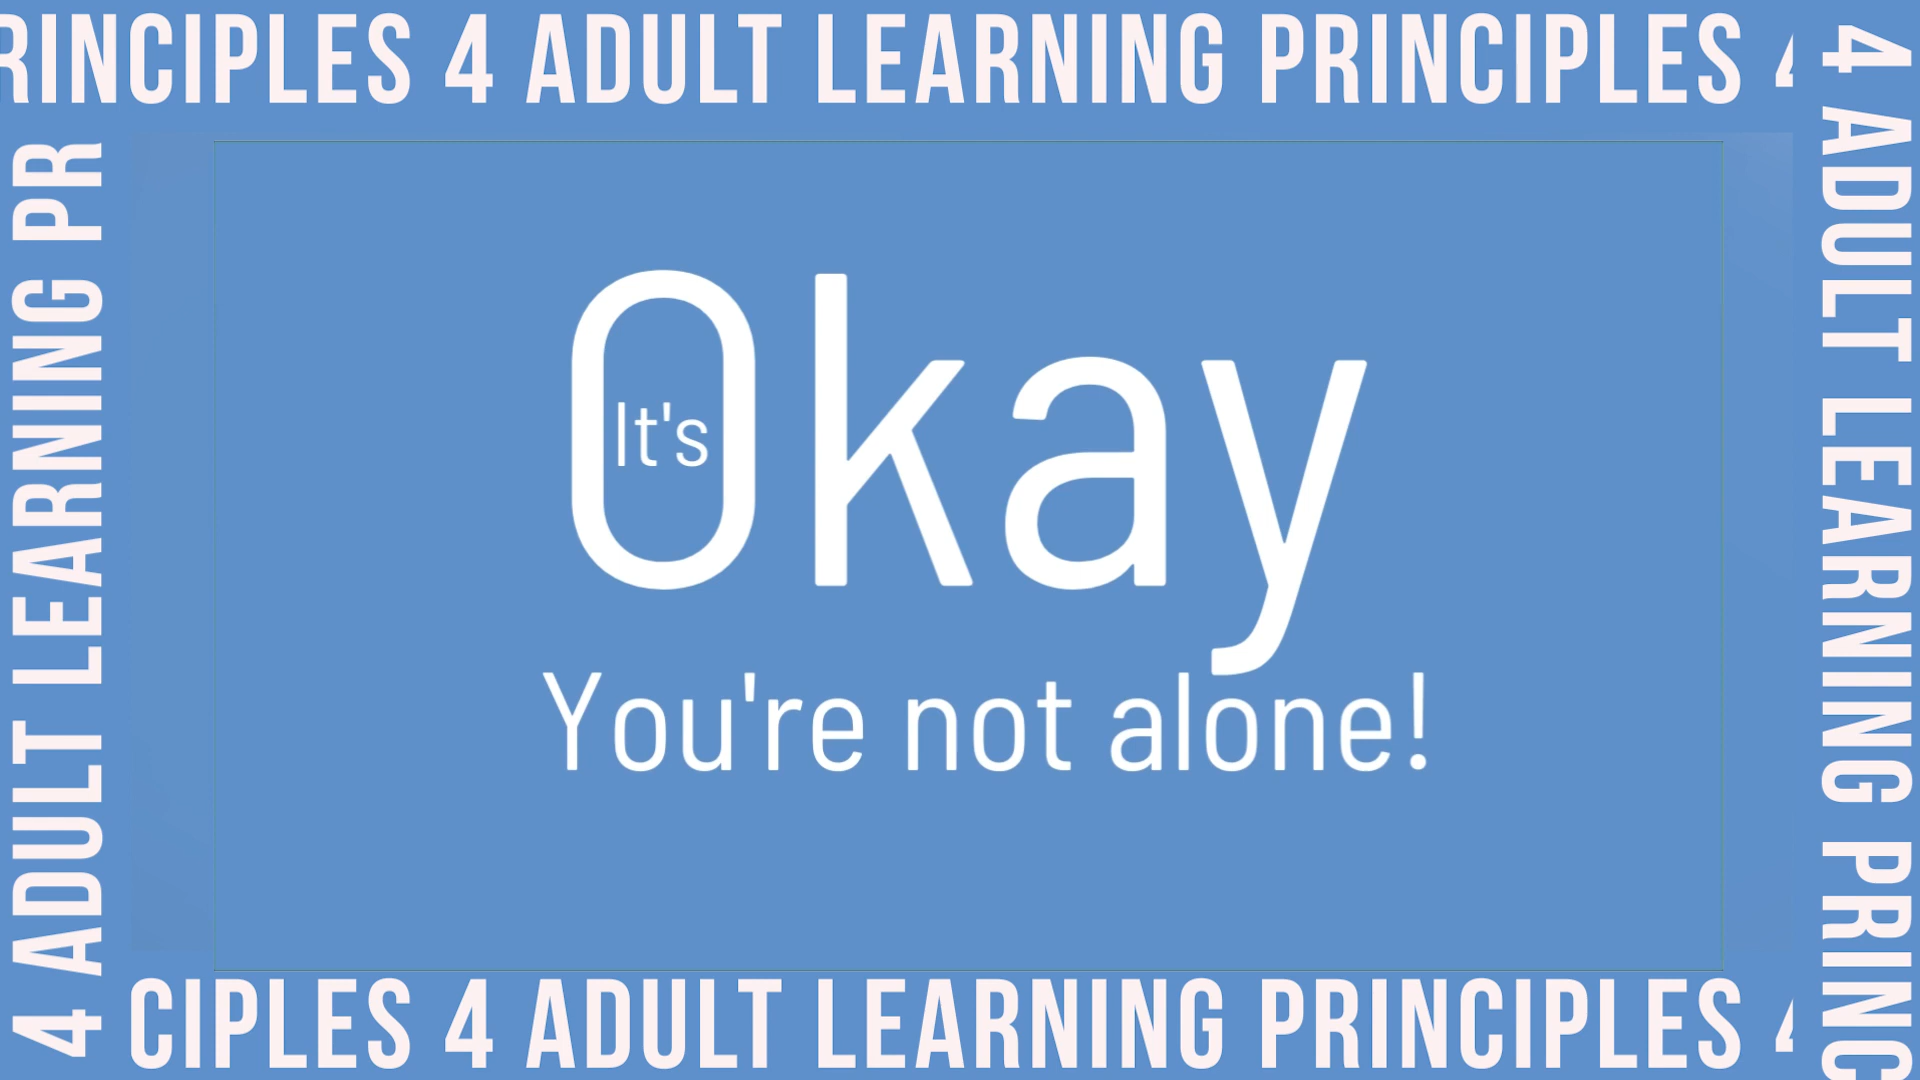 RINCIPLES 4 ADULT LEARNING PRINCIPLES 4
4 ADULT LEARNING PR
It's
Okay
You're not alone!
4 ADULT LEARNING PRINC
CIPLES 4 ADULT LEARNING PRINCIPLES 4